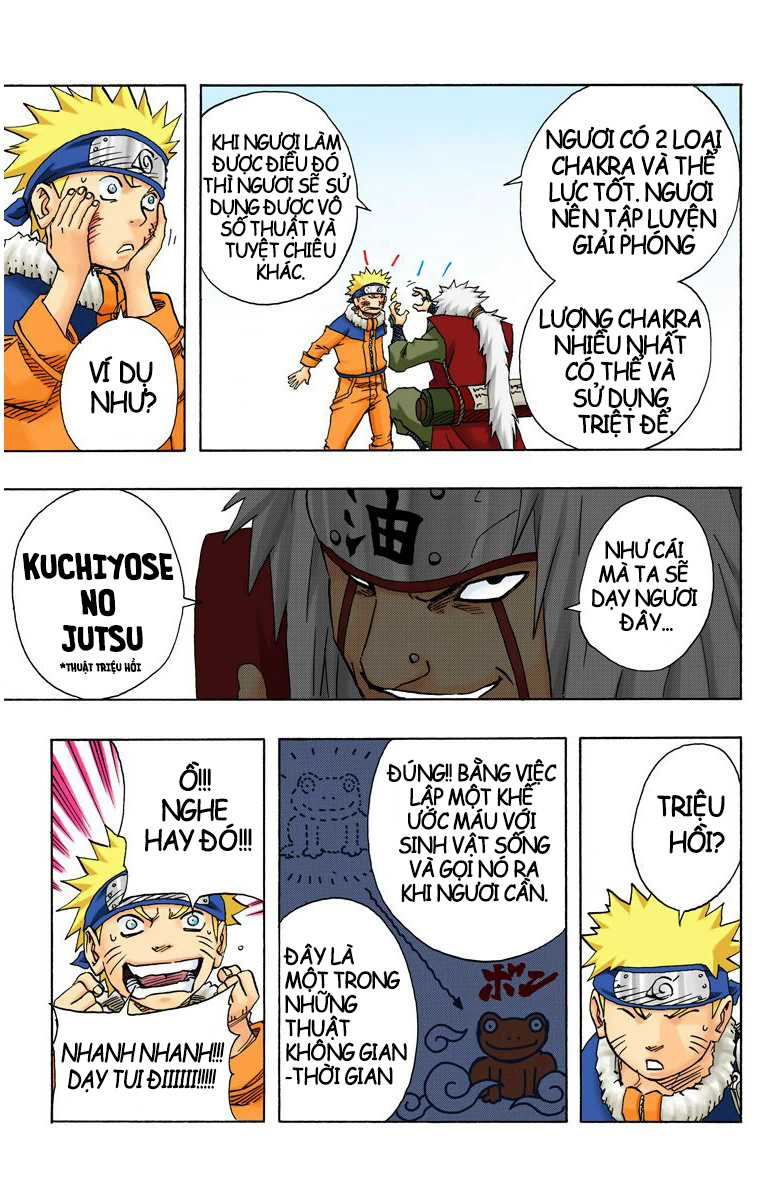 NGƯƠI CÓ 2 LOẠI
CHAKRA VÀ THỂ
LỰC TỐT. NGƯƠI
NÊN TẬP LUYỆN
GIẢI PHÓNG
LƯỢNG CHAKRA
NHIỀU NHẤT
CÓ THỂ VÀ
SỬ DỤNG
TRIỆT ĐỂ.
KHI NGƯƠI LÀM
ĐƯỢC ĐIỀU ĐÓ
THÌ NGƯƠI SẼ SỬ
DỤNG ĐƯỢC VÔ
SỐ THUẬT VÀ
TUYỆT CHIÊU
KHÁC.
VÍ DỤ
NHƯ?
NHƯ CÁI
MÀ TA SẼ
DẠY NGƯƠI
ĐÂY...
油
KUCHIYOSE
NO
JUTSU
*THUẬT TRIỆU HỒI
TRIỆU
HỒI?
ĐÚNG!! BẰNG VIỆC
LẬP MỘT KHẾ
ƯỚC MÁU VỚI
SINH VẬT SỐNG
VÀ GỌI NÓ RA
KHI NGƯƠI CẦN.
ボン
ĐÂY LÀ
MỘT TRONG
NHỮNG
THUẬT
KHÔNG GIAN
-THỜI GIAN
Ồ!!!
NGHE
HAY ĐÓ!!!
NHANH NHANH!!!
DẠY TUI ĐIIIIII!!!!!